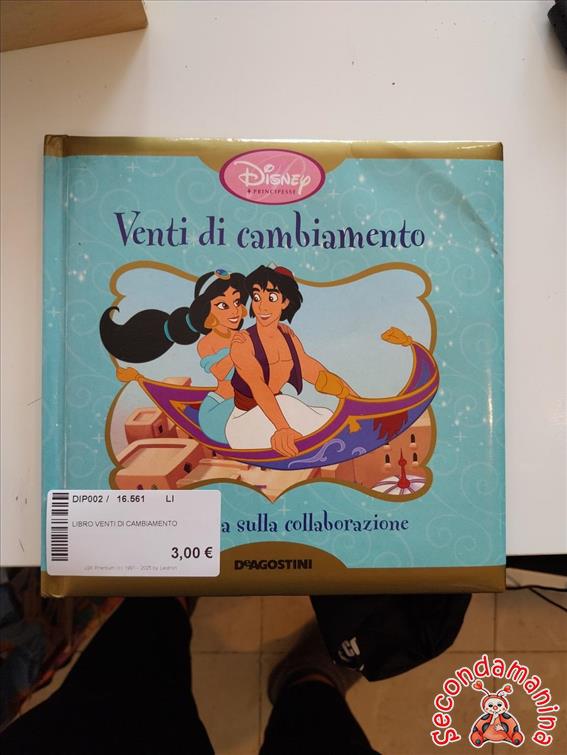 Disney
PRINCIPESSE
Venti di cambiamento
DIP002 / 16.561 LI
LIBRO VENTI DI CAMBIAMENTO
3,00 €
a sulla collaborazione
DEAGOSTINI
Secondamanina